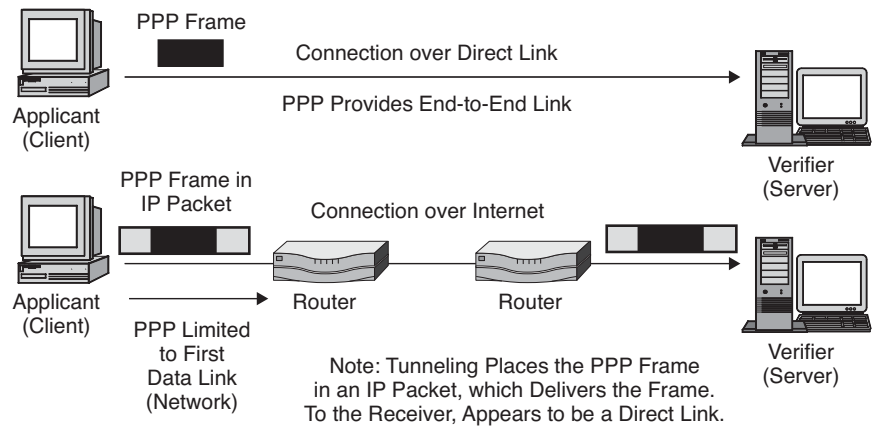 PPP Frame
Connection over Direct Link
PPP Provides End-to-End Link
Applicant
(Client)
Verifier
(Server)
PPP Frame in
IP Packet
Connection over Internet
Applicant
(Client)
Router
Router
PPP Limited
to First
Data Link
(Network)
Verifier
(Server)
Note: Tunneling Places the PPP Frame
in an IP Packet, which Delivers the Frame.
To the Receiver, Appears to be a Direct Link.